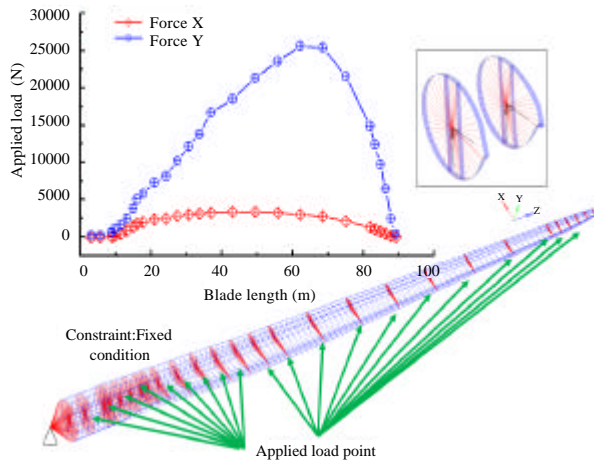 Force X
Force Y
Applied load (N)
30000
25000
20000
15000
10000
5000
0
0
20
40
60
80
100
Blade length (m)
X
Y
Z
Constraint:Fixed
condition
Applied load point